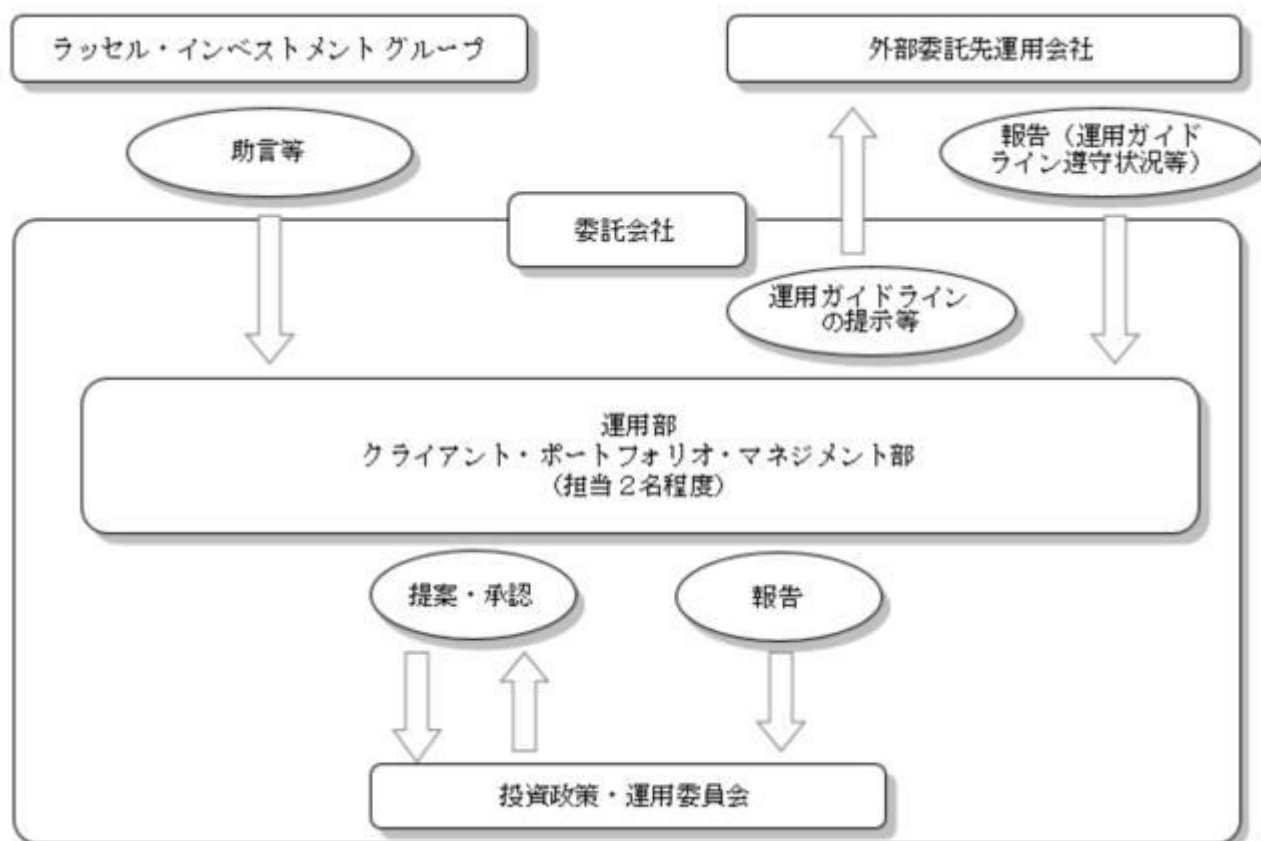 ラッセル・インベストメント グループ
外部委託先運用会社
助言等
報告（運用ガイド
ライン遵守状況等）
委託会社
運用ガイドライン
の提示等
運用部
クライアント・ポートフォリオ・マネジメント部
（担当２名程度）
提案・承認
報告
投資政策・運用委員会